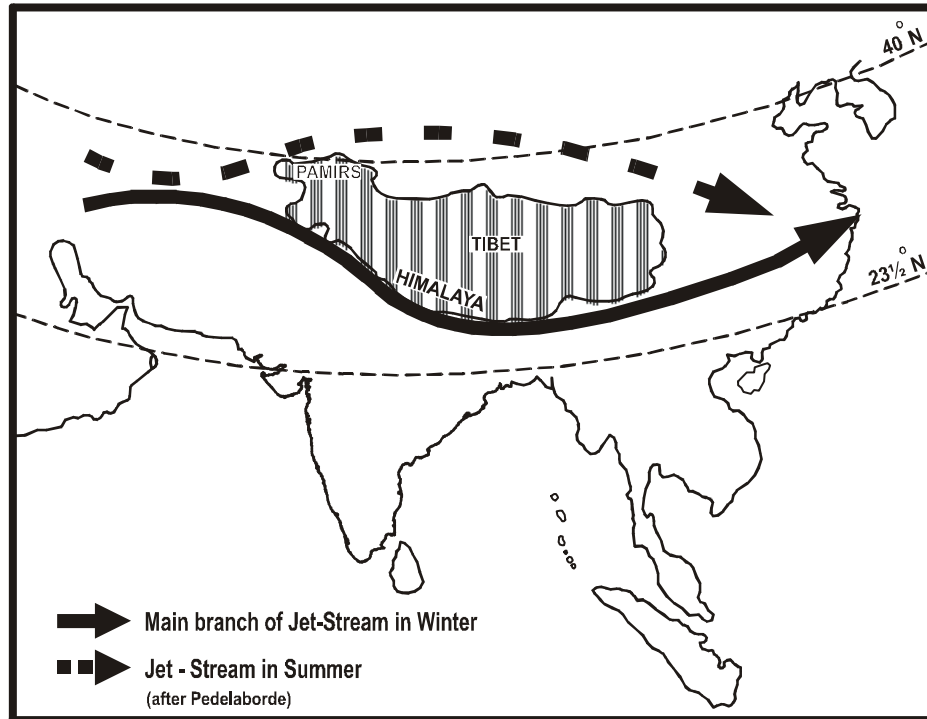 40° N
PAMIRS
TIBET
HIMALAYA
23½° N
Main branch of Jet-Stream in Winter
Jet - Stream in Summer
(after Pedelaborde)